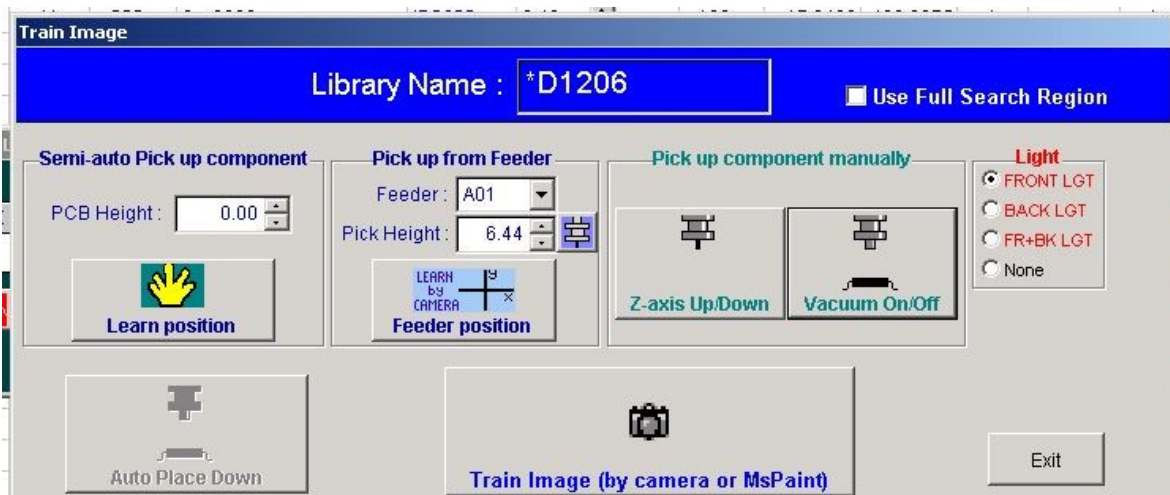 Train Image
Library Name : *D1206
Use Full Search Region
Semi-auto Pick up component
PCB Height : 0.00
Learn position
Pick up from Feeder
Feeder : A01
Pick Height : 6.44
LEARN
by
CAMERA
y
x
Feeder position
Pick up component manually
Z-axis Up/Down
Vacuum On/Off
Light
FRONT LGT
BACK LGT
FR+BK LGT
None
Auto Place Down
Train Image (by camera or MsPaint)
Exit